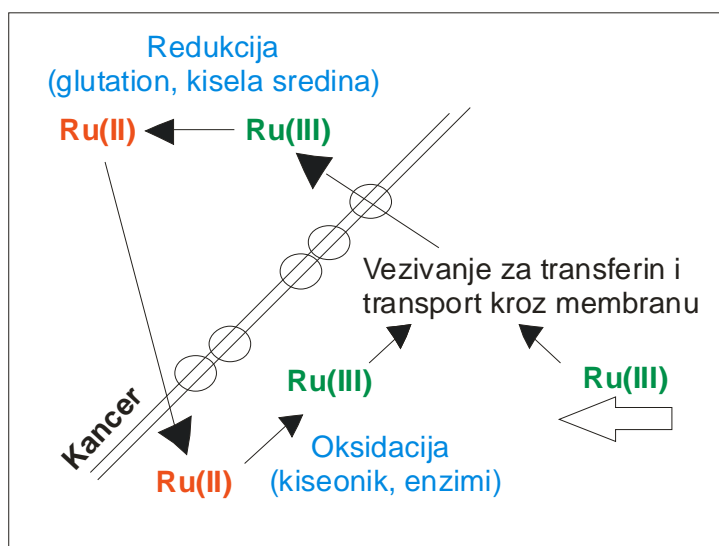 Redukcija
(glutation, kisela sredina)
Ru(II)
Ru(III)
Vezivanje za transferin i
transport kroz membranu
Ru(III)
Ru(III)
Kancer
Oksidacija
(kiseonik, enzimi)
Ru(II)